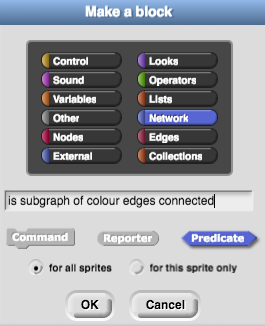 Make a block
Control Looks
Sound Operators
Variables Lists
Other Network
Nodes Edges
External Collections
is subgraph of colour edges connected
Command Reporter Predicate
for all sprites for this sprite only
OK Cancel